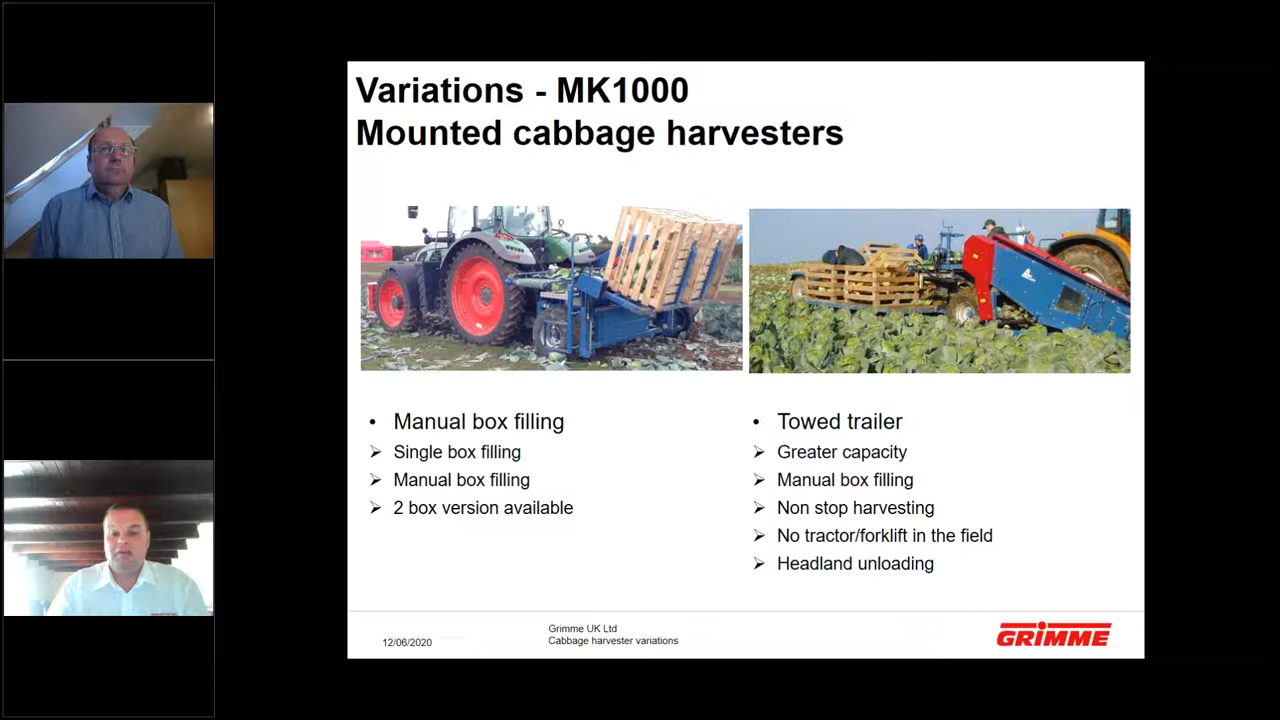 Variations - MK1000
Mounted cabbage harvesters
• Manual box filling
➢ Single box filling
➢ Manual box filling
➢ 2 box version available
• Towed trailer
➢ Greater capacity
➢ Manual box filling
➢ Non stop harvesting
➢ No tractor/forklift in the field
➢ Headland unloading
12/06/2020
Grimme UK Ltd
Cabbage harvester variations
GRIMME